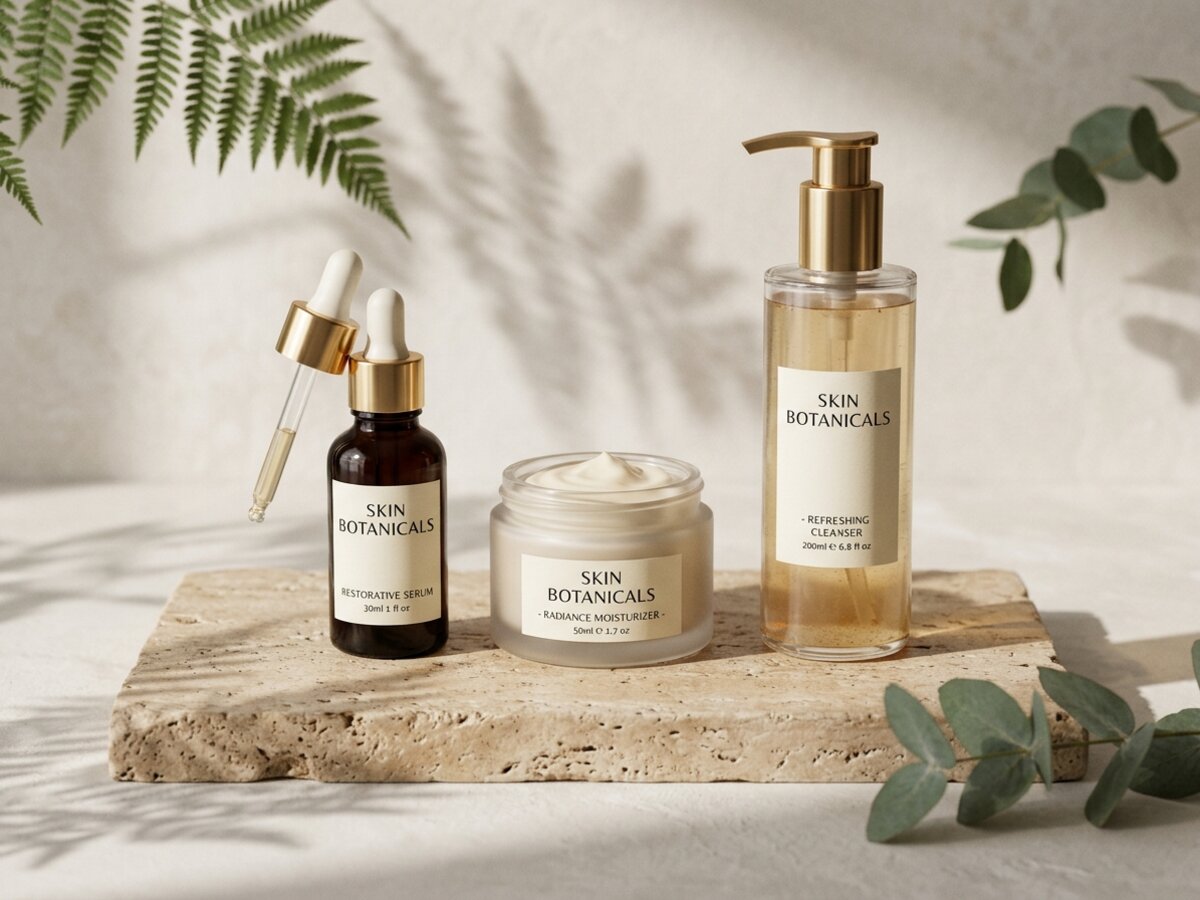 SKIN
BOTANICALS
RESTORATIVE SERUM
30ml 1 fl or
SKIN
BOTANICALS
- RADIANCE MOISTURIZER -
50ml ℮ 1.7 oz
SKIN
BOTANICALS
- REFRESHING
CLEANSER
200ml ℮ 6.8 fl oz